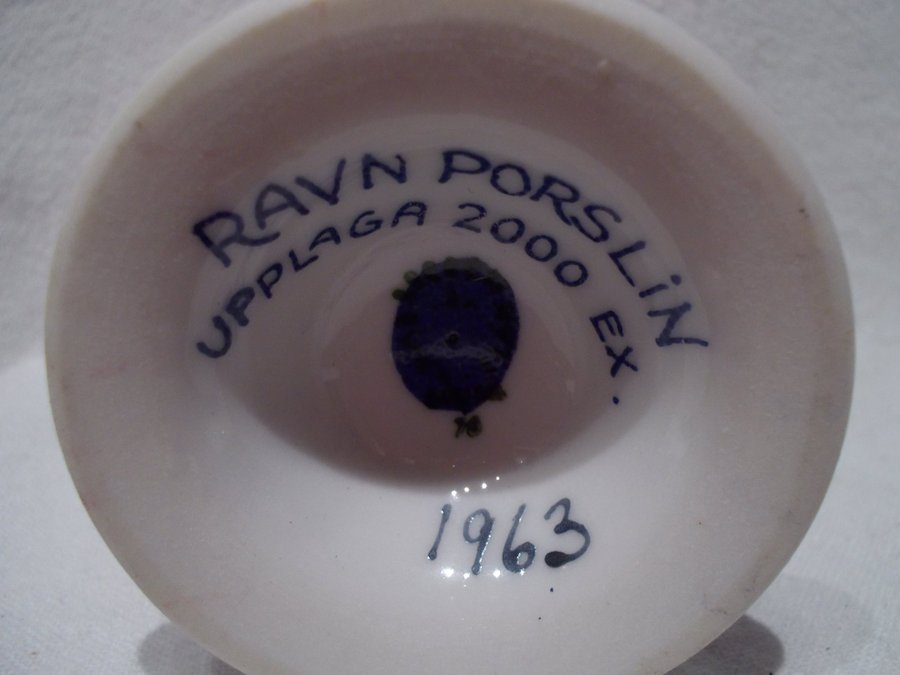 RAVN PORSLiN
UPPLAGA 2000 EX.
1963